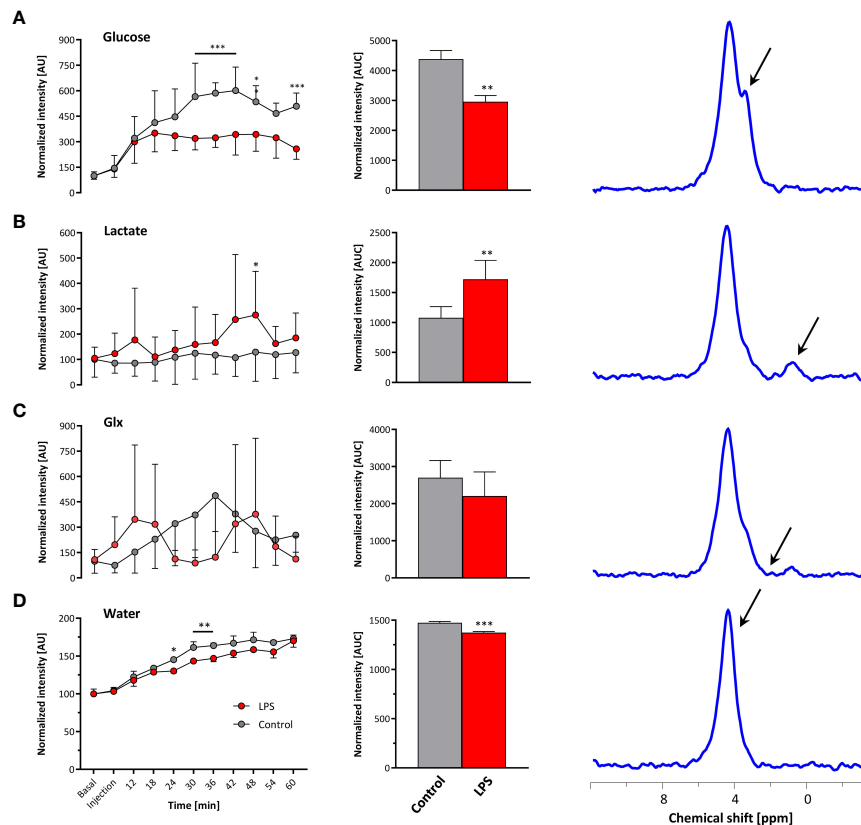 A
Glucose
Normalized intensity [AU]
900
750
600
450
300
150
0
***
*
*
***
Normalized intensity [AUC]
5000
4000
3000
2000
1000
0
**
B
Lactate
Normalized intensity [AU]
600
500
400
300
200
100
0
*
Normalized intensity [AUC]
2500
2000
1500
1000
500
0
**
C
Glx
Normalized intensity [AU]
900
750
600
450
300
150
0
Normalized intensity [AUC]
4000
3000
2000
1000
0
D
Water
Normalized intensity [AU]
200
150
100
50
0
*
**
LPS
Control
Basal
Injection
12
18
24
30
36
42
48
54
60
Time [min]
Normalized intensity [AUC]
1500
1000
500
0
***
Control
LPS
8
4
0
Chemical shift [ppm]